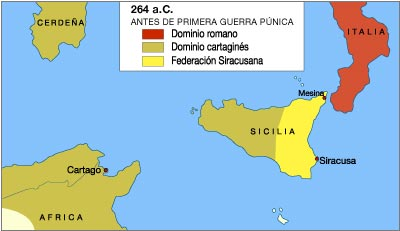 264 a.C.
ANTES DE PRIMERA GUERRA PÚNICA
Dominio romano
Dominio cartaginés
Federación Siracusana
CERDEÑA
ITALIA
Mesina
SICILIA
Siracusa
Cartago
AFRICA